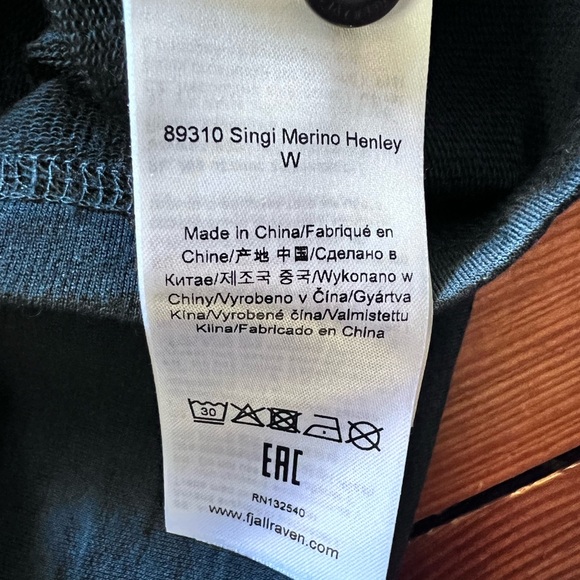 89310 Singi Merino Henley
W
Made in China/Fabriqué en
Chine/产地 中国/Сделано в
Китае/제조국 중국/Wykonano w
Chiny/Vyrobeno v Čína/Gyártva
Kína/Vyrobené čína/Valmistettu
Kiina/Fabricado en China
30
EAC
RN132540
www.fjallraven.com